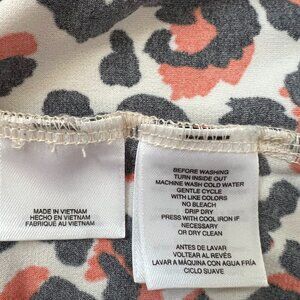 MADE IN VIETNAM
HECHO EN VIETNAM
FABRIQUÉ AU VIETNAM
BEFORE WASHING
TURN INSIDE OUT
MACHINE WASH COLD WATER
GENTLE CYCLE
WITH LIKE COLORS
NO BLEACH
DRIP DRY
PRESS WITH COOL IRON IF
NECESSARY
OR DRY CLEAN
ANTES DE LAVAR
VOLTEAR AL REVÉS
LAVAR A MÁQUINA CON AGUA FRÍA
CICLO SUAVE